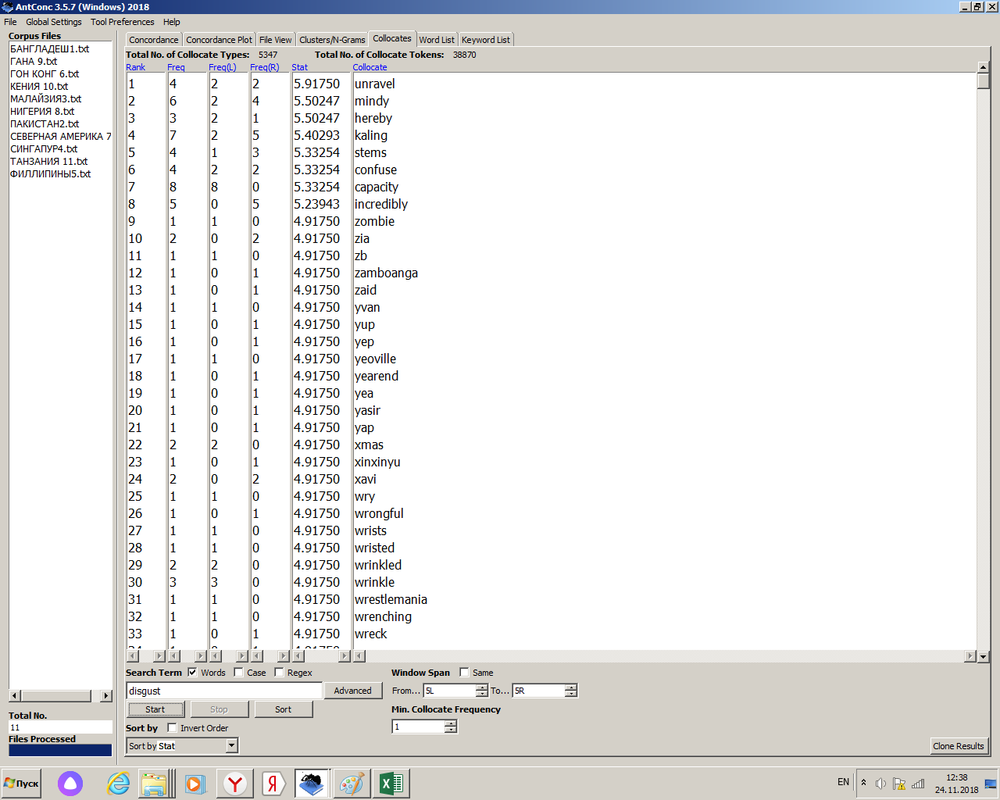 AntConc 3.5.7 (Windows) 2018
File Global Settings Tool Preferences Help
Corpus Files
БАНГЛАДЕШ1.txt
ГАНА 9.txt
ГОН КОНГ 6.txt
КЕНИЯ 10.txt
МАЛАЙЗИЯ3.txt
НИГЕРИЯ 8.txt
ПАКИСТАН2.txt
СЕВЕРНАЯ АМЕРИКА 7
СИНГАПУР4.txt
ТАНЗАНИЯ 11.txt
ФИЛЛИПИНЫ5.txt
Total No.
11
Files Processed
Concordance Concordance Plot File View Clusters/N-Grams Collocates Word List Keyword List
Total No. of Collocate Types: 5347 Total No. of Collocate Tokens: 38870
Rank Freq Freq(L) Freq(R) Stat Collocate
1 4 2 2 5.91750 unravel
2 6 2 4 5.50247 mindy
3 3 2 1 5.50247 hereby
4 7 2 5 5.40293 kaling
5 4 1 3 5.33254 stems
6 4 2 2 5.33254 confuse
7 8 8 0 5.33254 capacity
8 5 0 5 5.23943 incredibly
9 1 1 0 4.91750 zombie
10 2 0 2 4.91750 zia
11 1 1 0 4.91750 zb
12 1 0 1 4.91750 zamboanga
13 1 0 1 4.91750 zaid
14 1 1 0 4.91750 yvan
15 1 0 1 4.91750 yup
16 1 0 1 4.91750 yep
17 1 1 0 4.91750 yeoville
18 1 0 1 4.91750 yearend
19 1 0 1 4.91750 yea
20 1 0 1 4.91750 yasir
21 1 0 1 4.91750 yap
22 2 2 0 4.91750 xmas
23 1 0 1 4.91750 xinxinyu
24 2 0 2 4.91750 xavi
25 1 1 0 4.91750 wry
26 1 0 1 4.91750 wrongful
27 1 1 0 4.91750 wrists
28 1 1 0 4.91750 wristed
29 2 2 0 4.91750 wrinkled
30 3 3 0 4.91750 wrinkle
31 1 1 0 4.91750 wrestlemania
32 1 1 0 4.91750 wrenching
33 1 0 1 4.91750 wreck
Search Term Words Case Regex
disgust Advanced
Start Stop Sort
Sort by Invert Order
Sort by Stat
Window Span Same
From... 5L To... 5R
Min. Collocate Frequency
1
Clone Results
Пуск
EN
12:38
24.11.2018